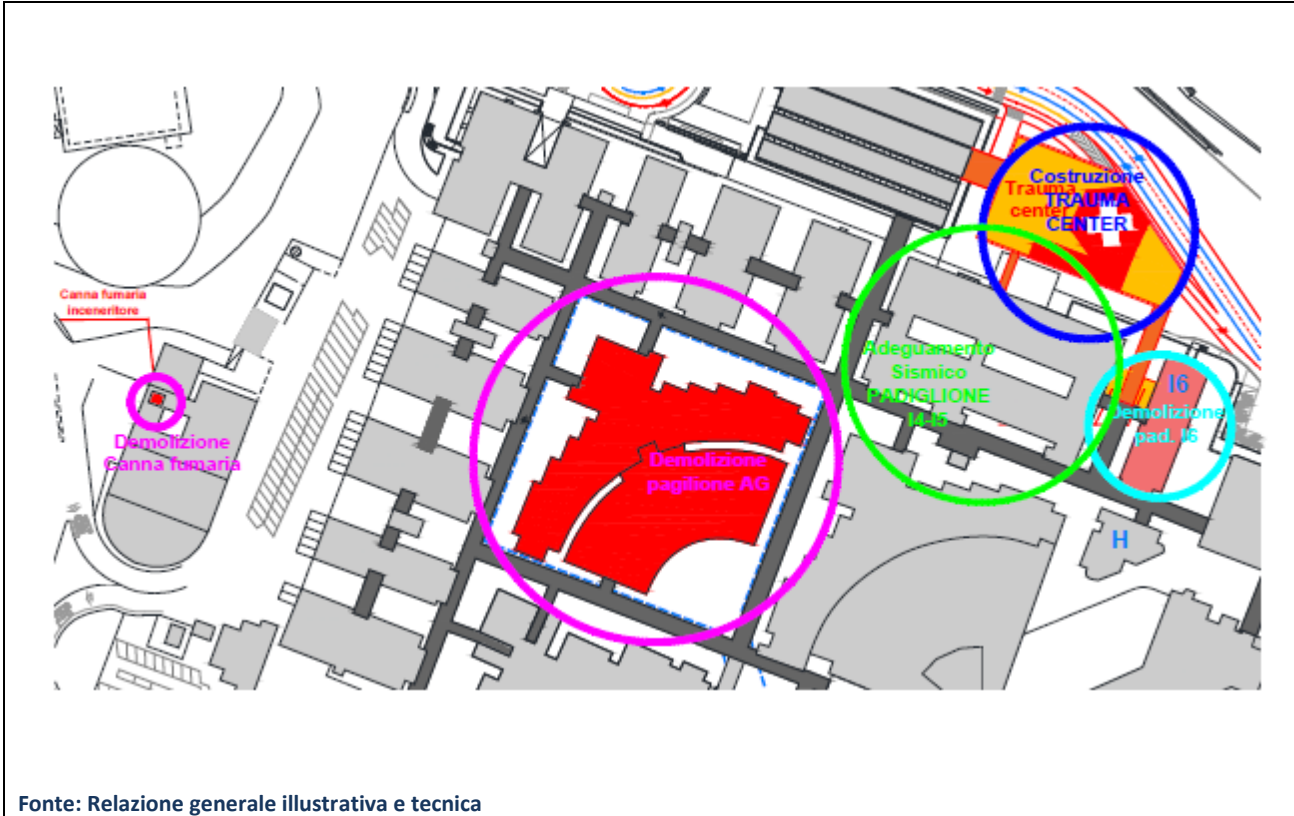 Costruzione
TRAUMA
CENTER
Trauma
center
Canna fumaria
inceneritore
Adeguamento
Sismico
PADIGLIONE
I4-I5
I6
Demolizione
pad. I6
Demolizione
Canna fumaria
Demolizione
pagilione AG
H
Fonte: Relazione generale illustrativa e tecnica